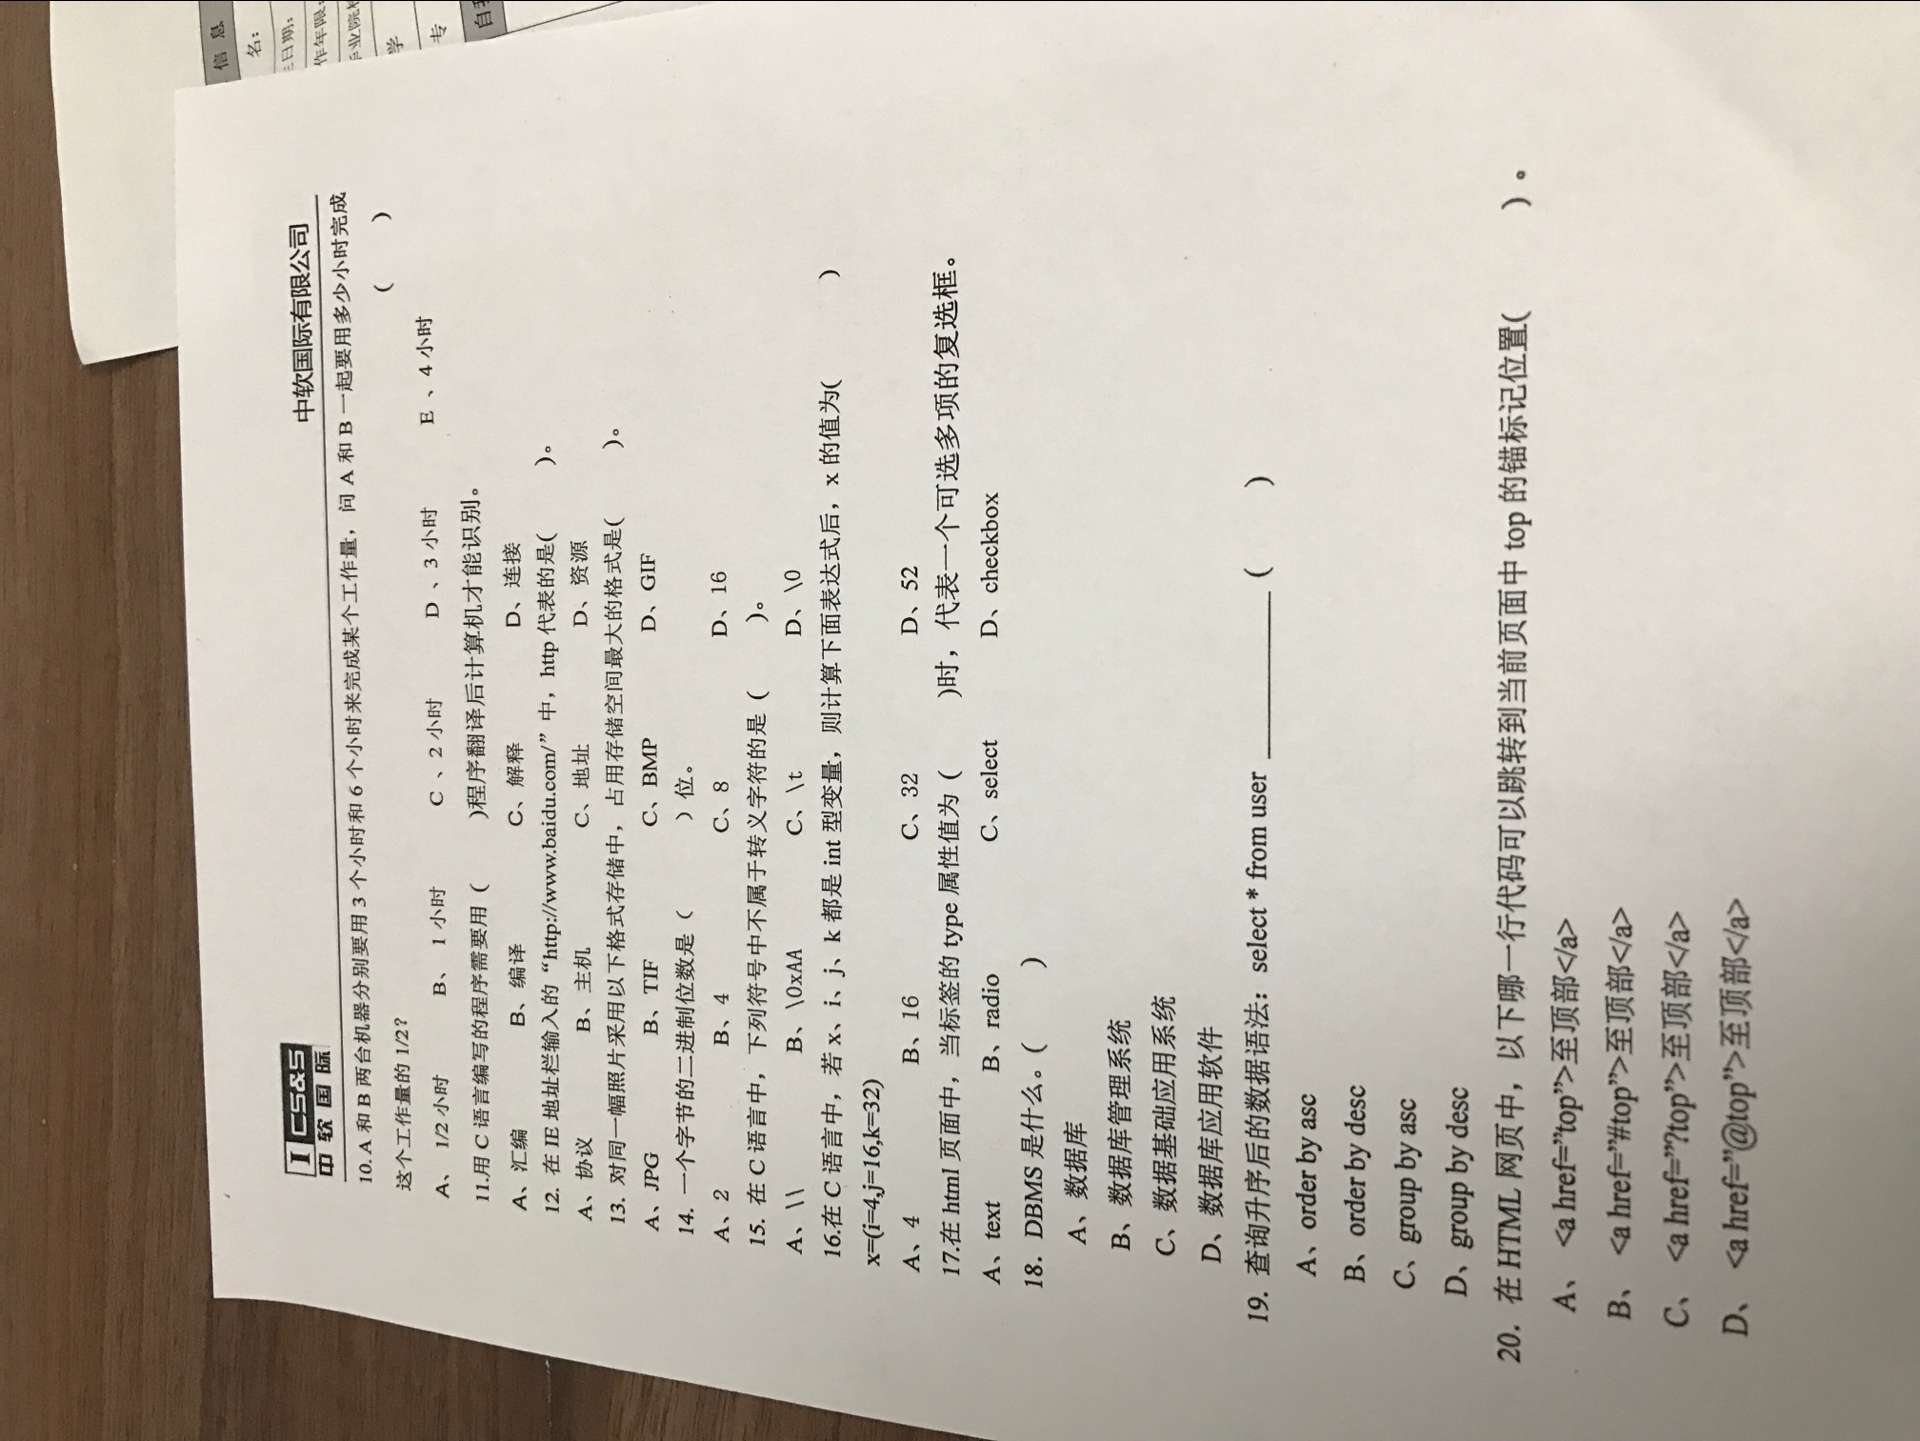 I CS&S
中软国际
中软国际有限公司
10. A 和 B 两台机器分别要用 3 个小时和 6 个小时来完成某个工作量，问 A 和 B 一起要用多少小时完成
这个工作量的 1/2？ ( )
A、 1/2 小时 B、 1 小时 C 、2 小时 D 、3 小时 E 、4 小时
11.用 C 语言编写的程序需要用（ )程序翻译后计算机才能识别。
A、汇编 B、编译 C、解释 D、连接
12. 在 IE 地址栏输入的“http://www.baidu.com/”中，http 代表的是( )。
A、协议 B、主机 C、地址 D、资源
13. 对同一幅照片采用以下格式存储中，占用存储空间最大的格式是( )。
A、JPG B、TIF C、BMP D、GIF
14. 一个字节的二进制位数是（ ）位。
A、2 B、4 C、8 D、16
15. 在 C 语言中，下列符号中不属于转义字符的是（ )。
A、\\ B、\0xAA C、\t D、\0
16.在 C 语言中，若 x、i、j、k 都是 int 型变量，则计算下面表达式后，x 的值为( )
x=(i=4,j=16,k=32)
A、4 B、16 C、32 D、52
17.在 html 页面中，当标签的 type 属性值为（ )时，代表一个可选多项的复选框。
A、text B、radio C、select D、checkbox
18. DBMS 是什么。( )
A、数据库
B、数据库管理系统
C、数据基础应用系统
D、数据库应用软件
19. 查询升序后的数据语法：select * from user ____________ ( )
A、order by asc
B、order by desc
C、group by asc
D、group by desc
20. 在 HTML 网页中，以下哪一行代码可以跳转到当前页面中 top 的锚标记位置( )。
A、 <a href=”top”>至顶部</a>
B、 <a href=”#top”>至顶部</a>
C、 <a href=”?top”>至顶部</a>
D、 <a href=”@top”>至顶部</a>
信 息
名：
日期：
作年限：
业院
学
专
自